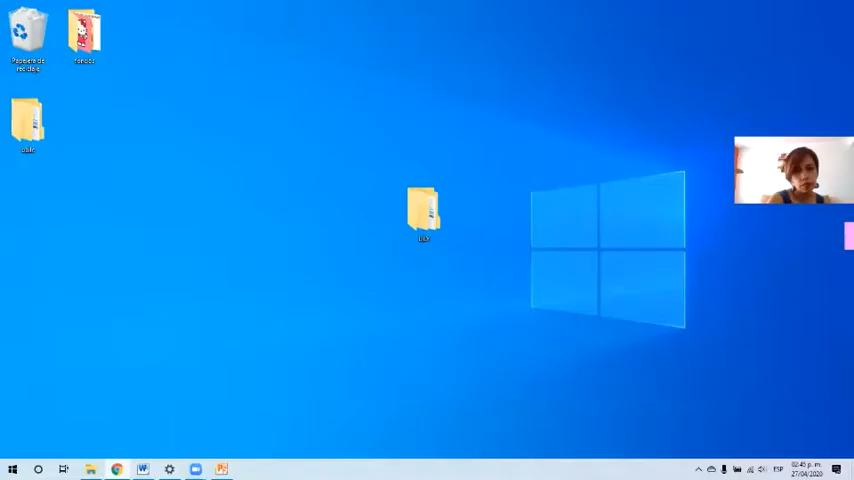 Papelera de
reciclaje
fondos
ESP
02:45 p. m.
27/04/2020